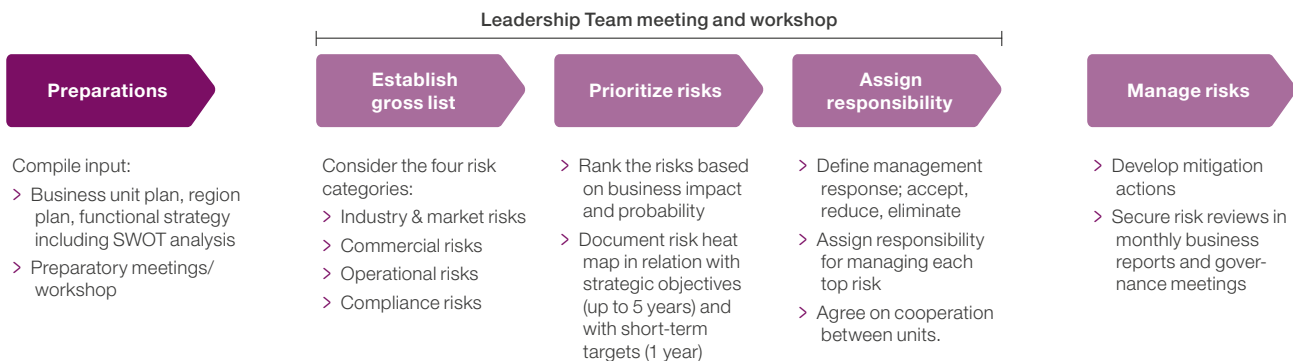 Leadership Team meeting and workshop
Preparations
Compile input:
> Business unit plan, region
plan, functional strategy
including SWOT analysis
> Preparatory meetings/
workshop
Establish
gross list
Consider the four risk
categories:
> Industry & market risks
> Commercial risks
> Operational risks
> Compliance risks
Prioritize risks
> Rank the risks based
on business impact
and probability
> Document risk heat
map in relation with
strategic objectives
(up to 5 years) and
with short-term
targets (1 year)
Assign
responsibility
> Define management
response; accept,
reduce, eliminate
> Assign responsibility
for managing each
top risk
> Agree on cooperation
between units.
Manage risks
> Develop mitigation
actions
> Secure risk reviews in
monthly business
reports and gover-
nance meetings